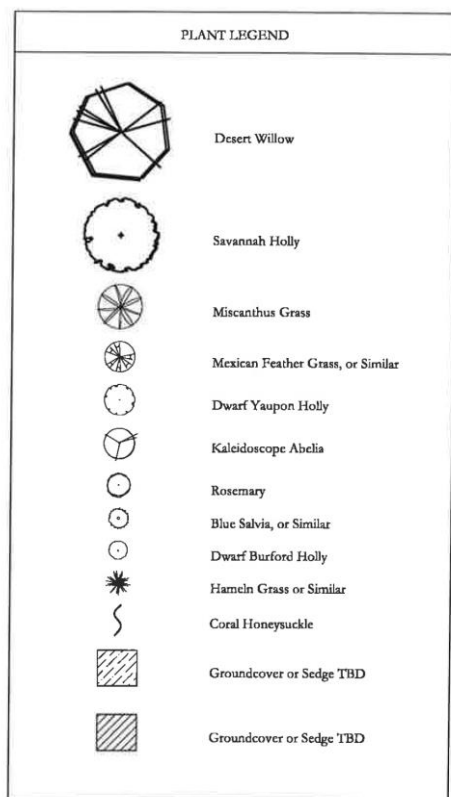 PLANT LEGEND
Desert Willow
Savannah Holly
Miscanthus Grass
Mexican Feather Grass, or Similar
Dwarf Yaupon Holly
Kaleidoscope Abelia
Rosemary
Blue Salvia, or Similar
Dwarf Burford Holly
Hameln Grass or Similar
Coral Honeysuckle
Groundcover or Sedge TBD
Groundcover or Sedge TBD